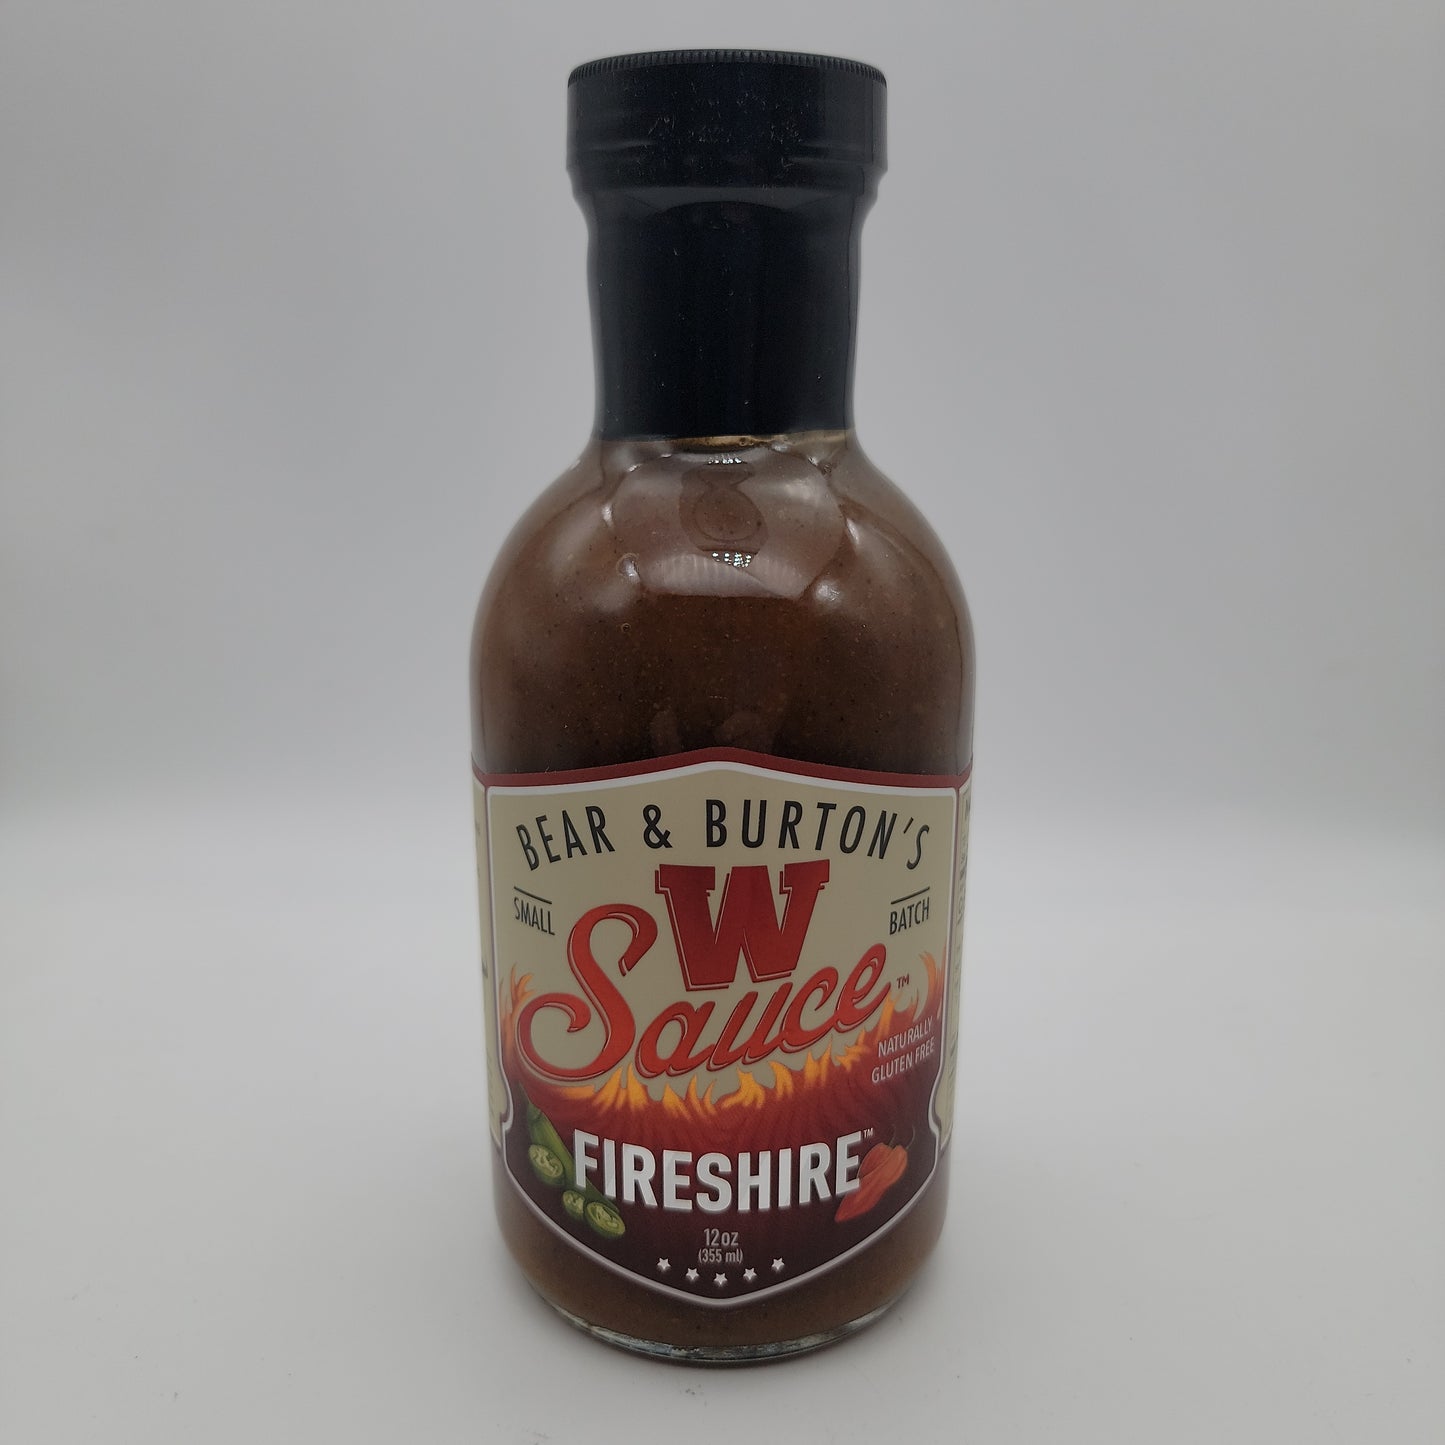 BEAR & BURTON'S
SMALL
BATCH
W
Sauce™
NATURALLY
GLUTEN FREE
FIRESHIRE™
12oz
(355 ml)